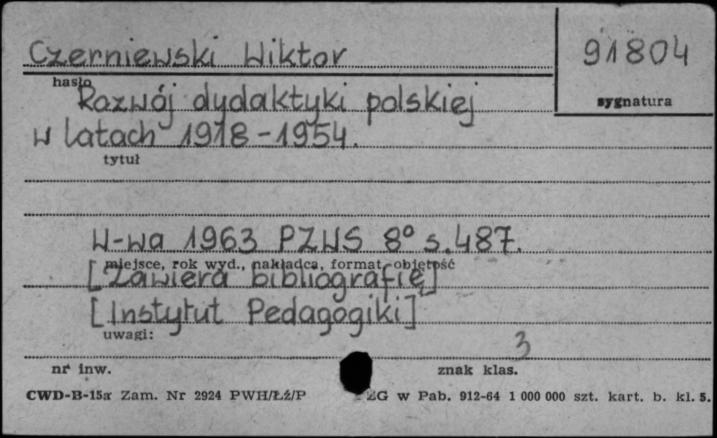 Czerniewski Wiktor
91804
hasło
sygnatura
Rozwój dydaktyki polskiej
w latach 1918-1954.
tytuł
W-wa 1963 PZWS 8° s. 487.
miejsce, rok wyd., nakładca, format, objętość
[Zawiera bibliografię]
[Instytut Pedagogiki]
uwagi:
3
nr inw.
znak klas.
CWD-B-15a Zam. Nr 2924 PWH/Łź/P ZG w Pab. 912-64 1 000 000 szt. kart. b. kl. 5.